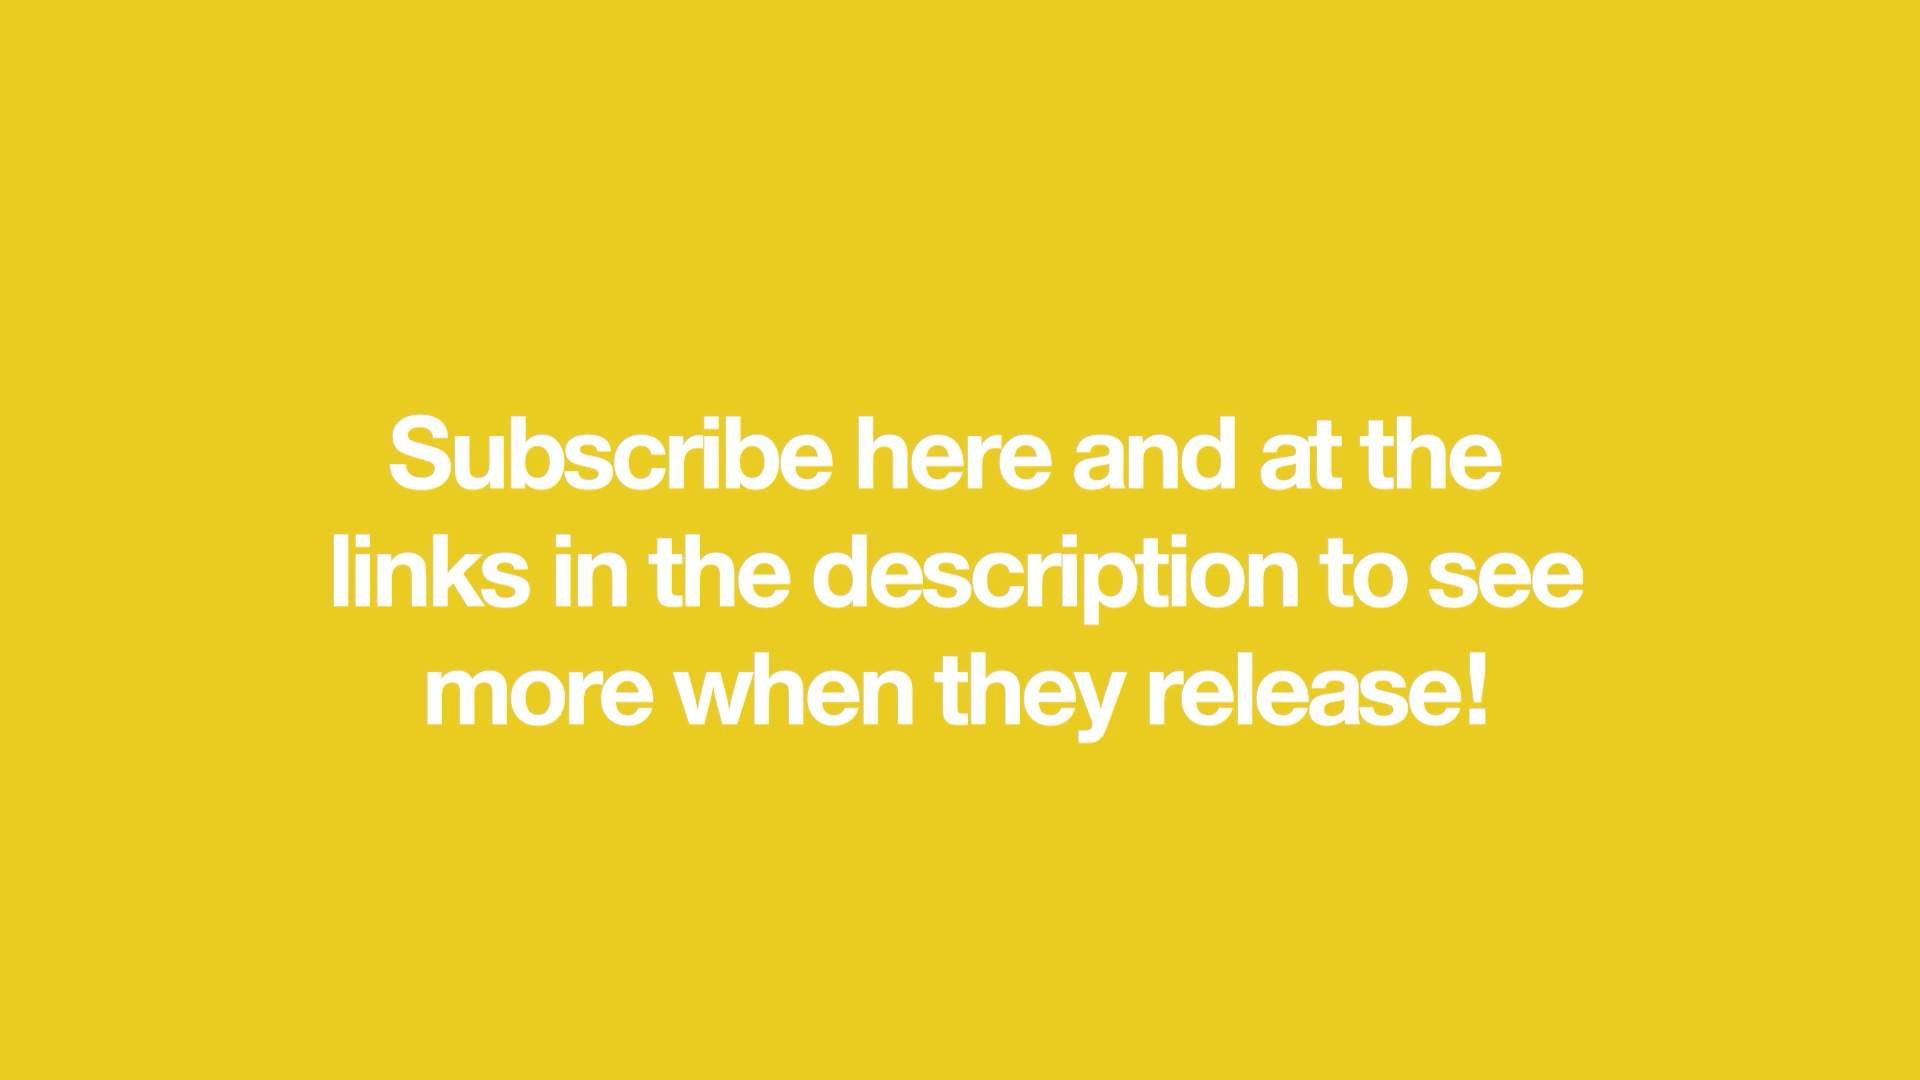 Subscribe here and at the
links in the description to see
more when they release!